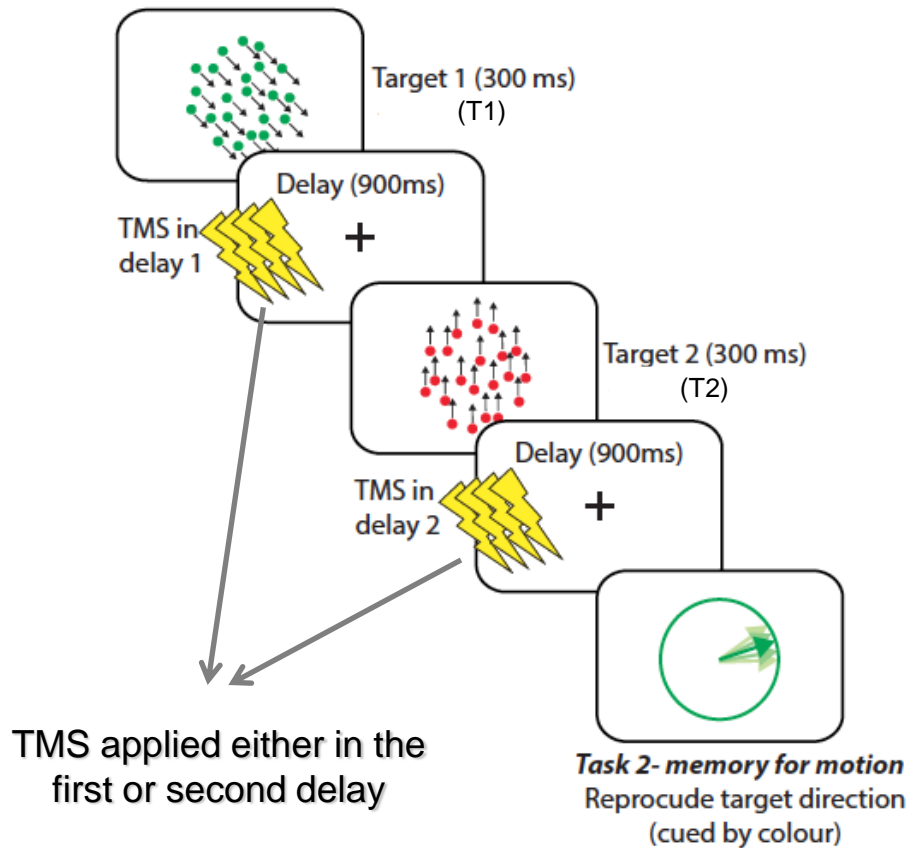 Target 1 (300 ms)
(T1)
Delay (900ms)
TMS in
delay 1
Target 2 (300 ms)
(T2)
Delay (900ms)
TMS in
delay 2
TMS applied either in the
first or second delay
Task 2- memory for motion
Reprocude target direction
(cued by colour)